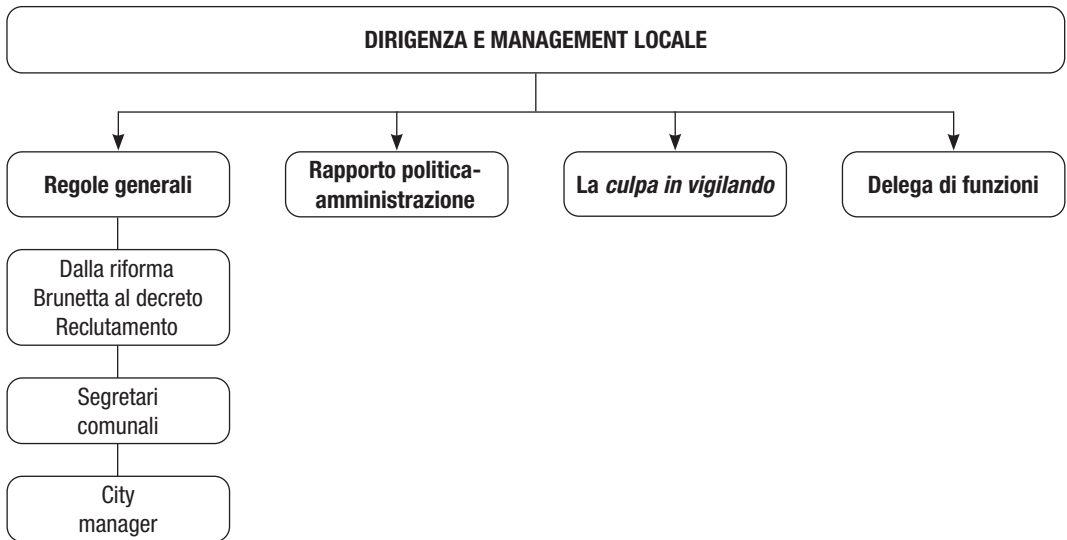 DIRIGENZA E MANAGEMENT LOCALE
Regole generali
Rapporto politica-
amministrazione
La culpa in vigilando
Delega di funzioni
Dalla riforma
Brunetta al decreto
Reclutamento
Segretari
comunali
City
manager